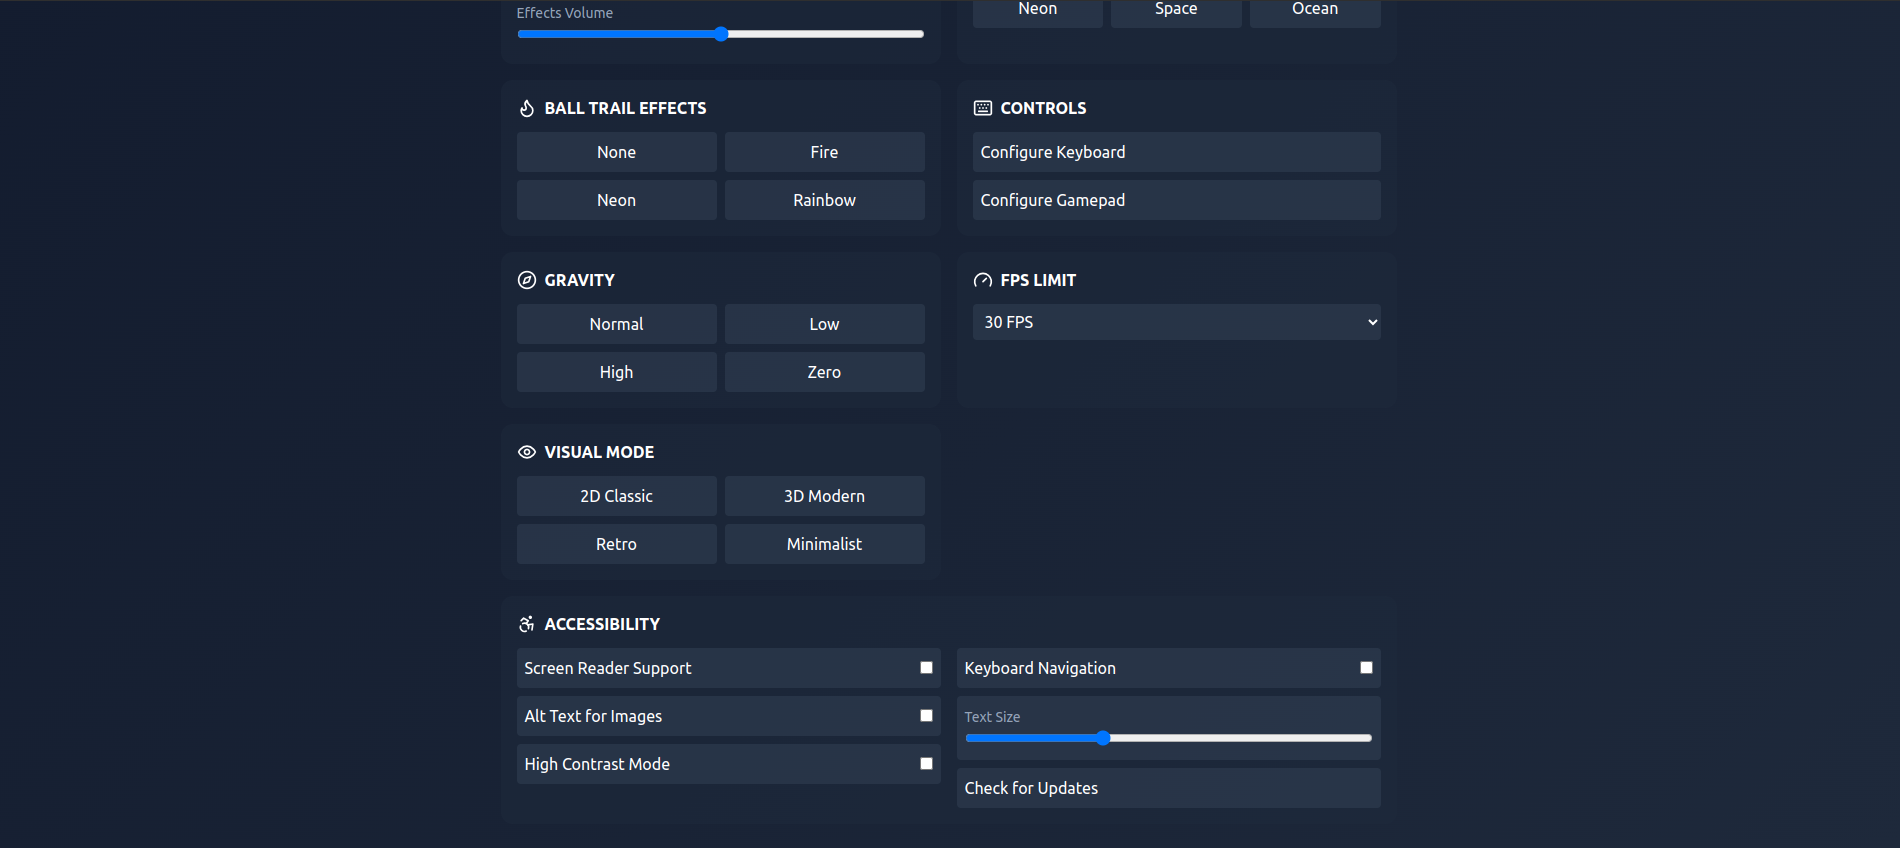 Effects Volume
Neon
Space
Ocean
BALL TRAIL EFFECTS
None
Fire
Neon
Rainbow
CONTROLS
Configure Keyboard
Configure Gamepad
GRAVITY
Normal
Low
High
Zero
FPS LIMIT
30 FPS
VISUAL MODE
2D Classic
3D Modern
Retro
Minimalist
ACCESSIBILITY
Screen Reader Support
Alt Text for Images
High Contrast Mode
Keyboard Navigation
Text Size
Check for Updates